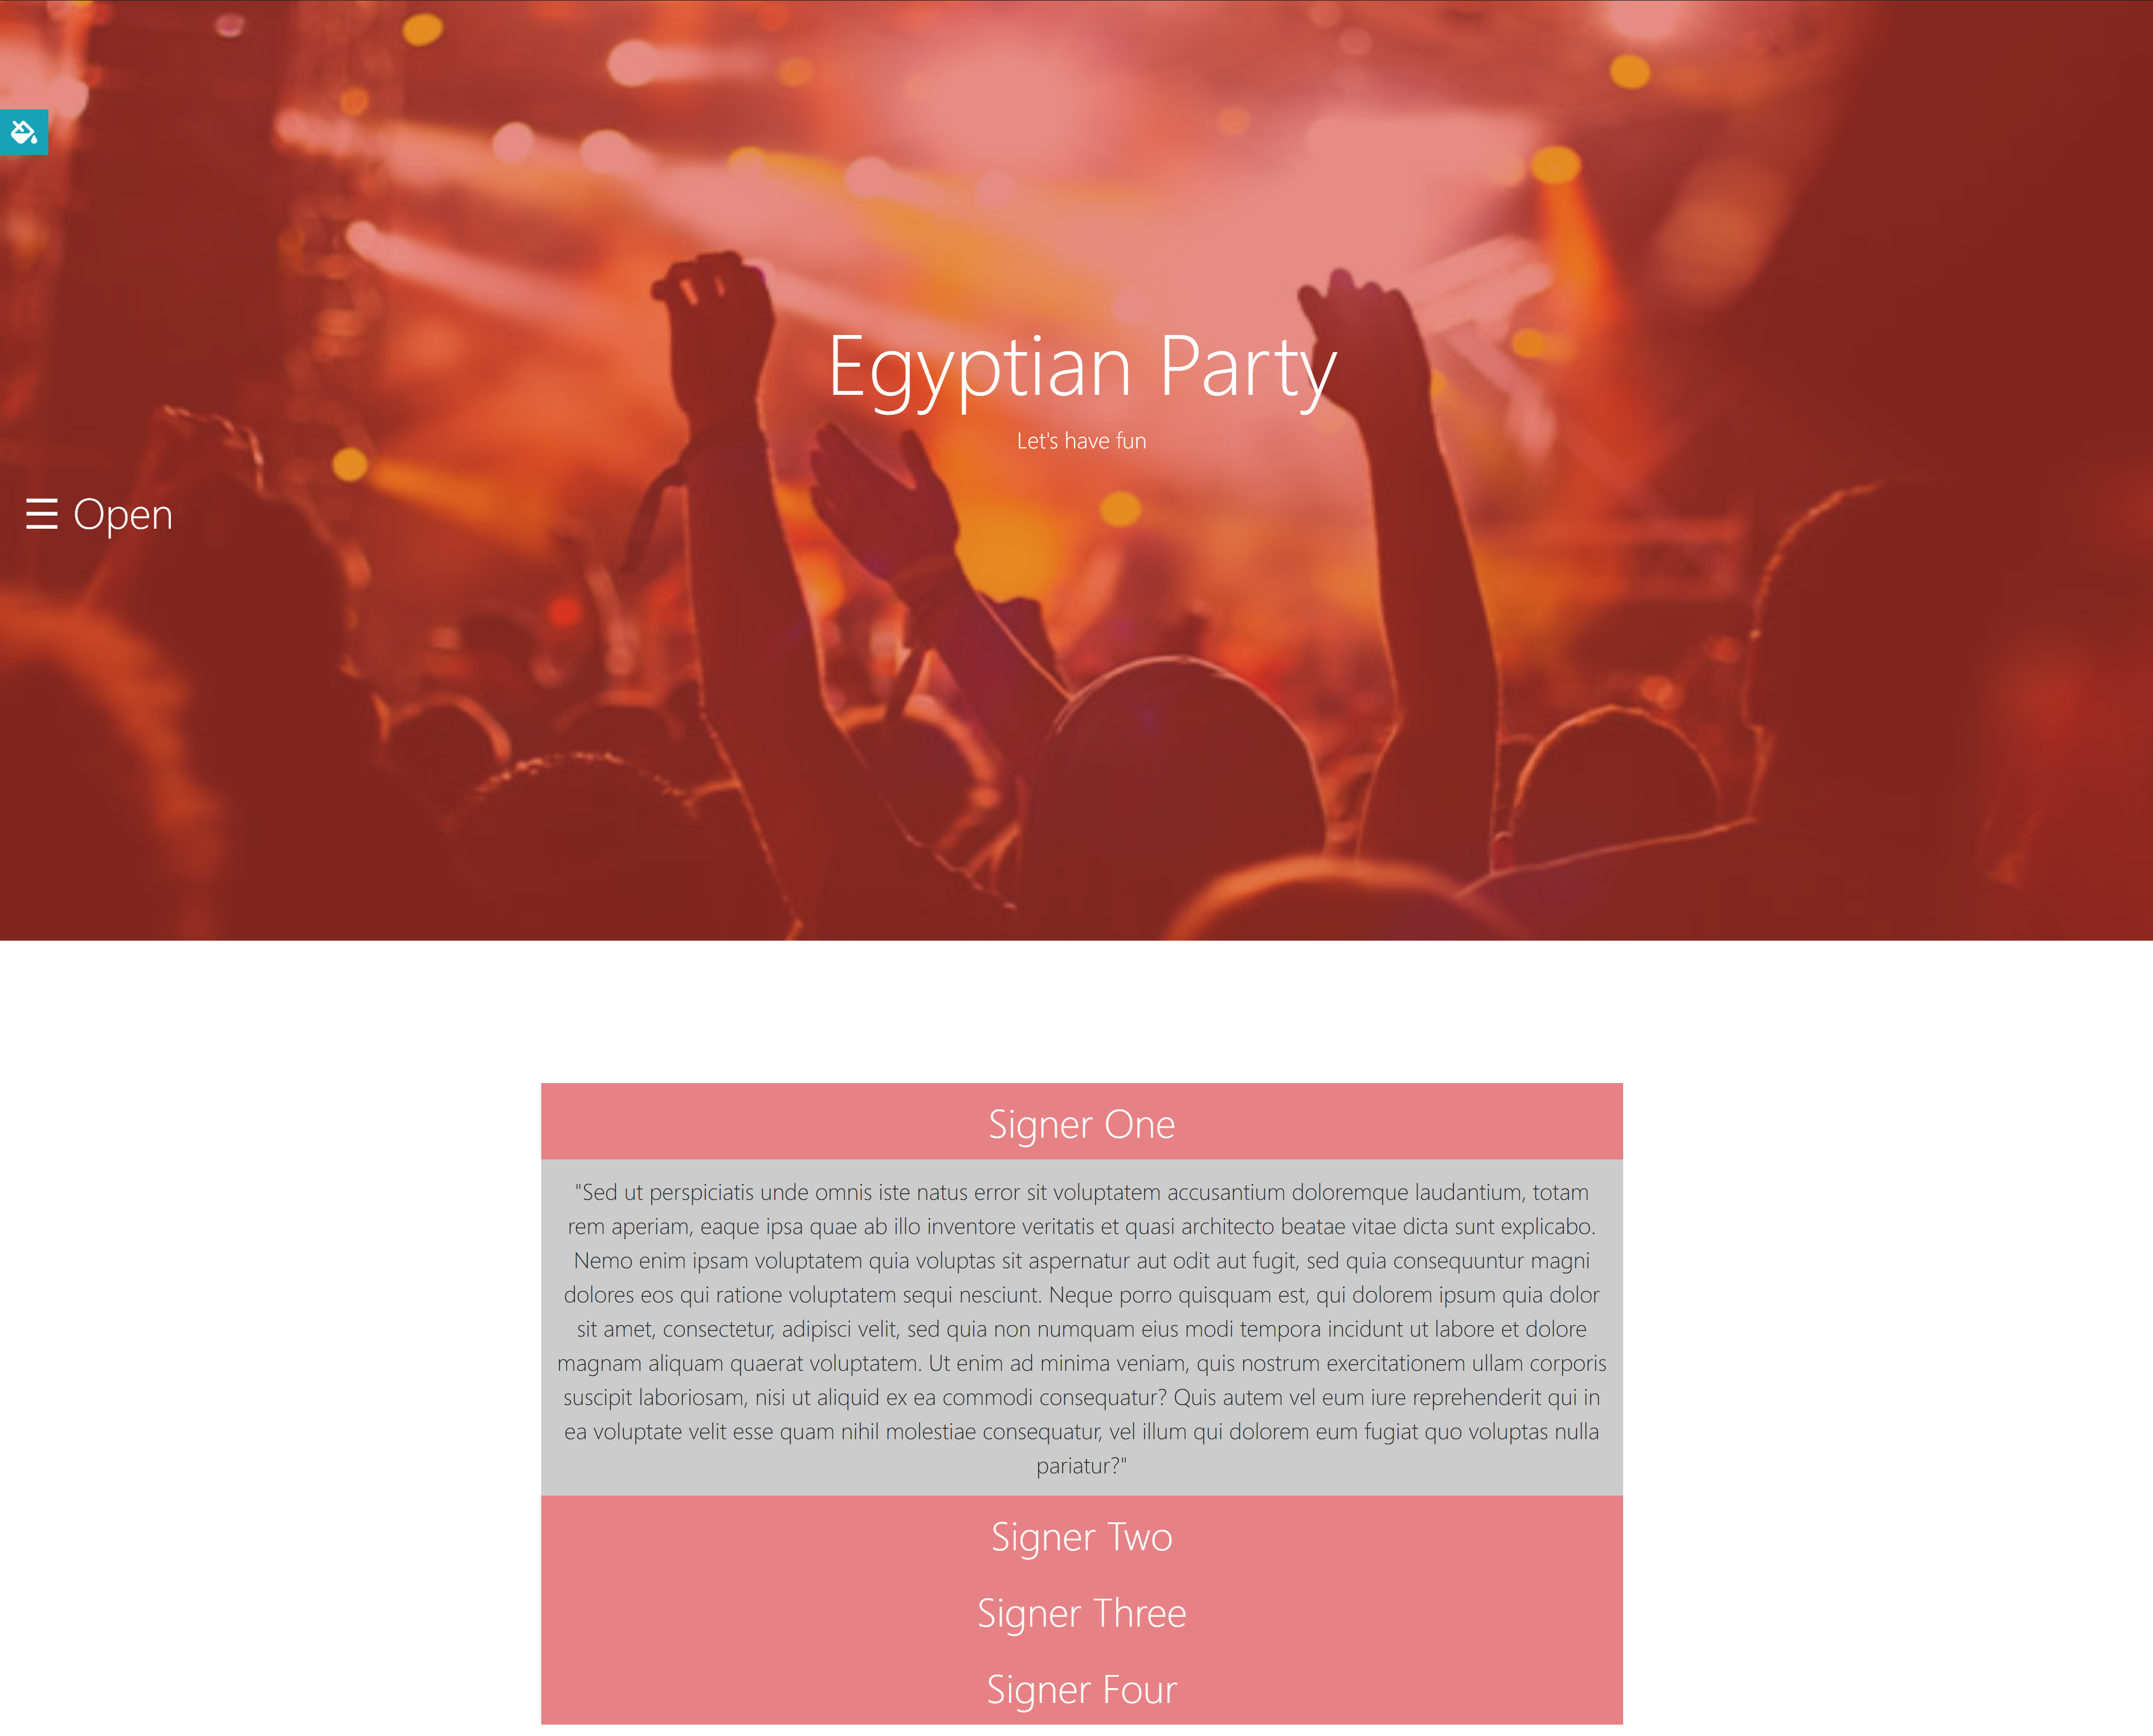 Egyptian Party
Let's have fun
☰ Open
Signer One
"Sed ut perspiciatis unde omnis iste natus error sit voluptatem accusantium doloremque laudantium, totam
rem aperiam, eaque ipsa quae ab illo inventore veritatis et quasi architecto beatae vitae dicta sunt explicabo.
Nemo enim ipsam voluptatem quia voluptas sit aspernatur aut odit aut fugit, sed quia consequuntur magni
dolores eos qui ratione voluptatem sequi nesciunt. Neque porro quisquam est, qui dolorem ipsum quia dolor
sit amet, consectetur, adipisci velit, sed quia non numquam eius modi tempora incidunt ut labore et dolore
magnam aliquam quaerat voluptatem. Ut enim ad minima veniam, quis nostrum exercitationem ullam corporis
suscipit laboriosam, nisi ut aliquid ex ea commodi consequatur? Quis autem vel eum iure reprehenderit qui in
ea voluptate velit esse quam nihil molestiae consequatur, vel illum qui dolorem eum fugiat quo voluptas nulla
pariatur?"
Signer Two
Signer Three
Signer Four